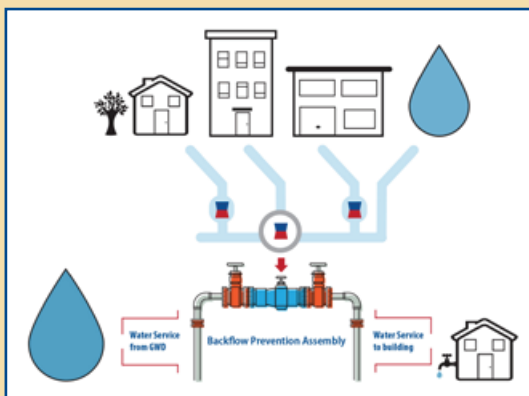 Water Service
from GWD
Backflow Prevention Assembly
Water Service
to building